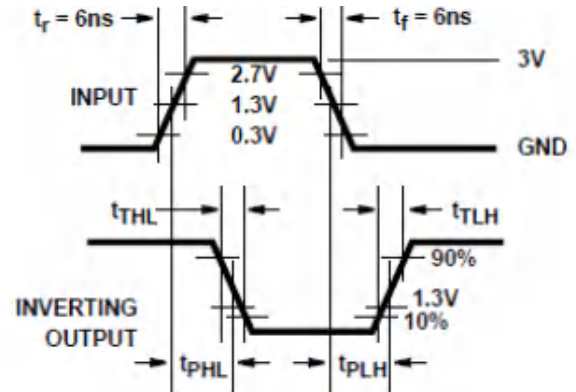 tr = 6ns
tf = 6ns
3V
2.7V
INPUT
1.3V
0.3V
GND
tTHL
tTLH
90%
1.3V
INVERTING
OUTPUT
10%
tPHL
tPLH